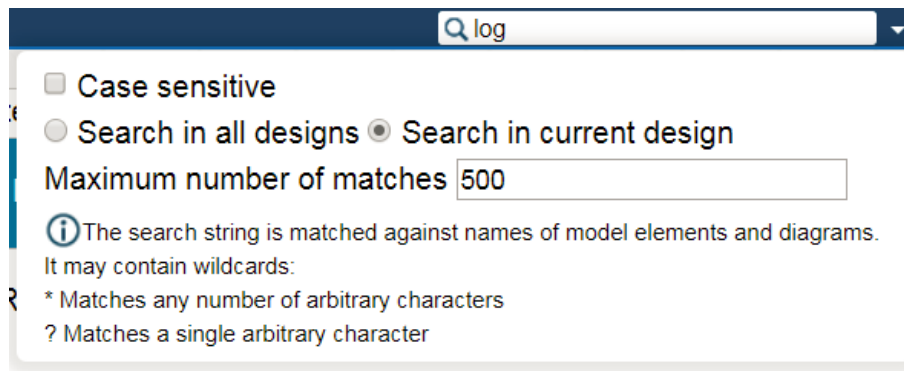 log
Case sensitive
Search in all designs Search in current design
Maximum number of matches 500
The search string is matched against names of model elements and diagrams.
It may contain wildcards:
* Matches any number of arbitrary characters
? Matches a single arbitrary character